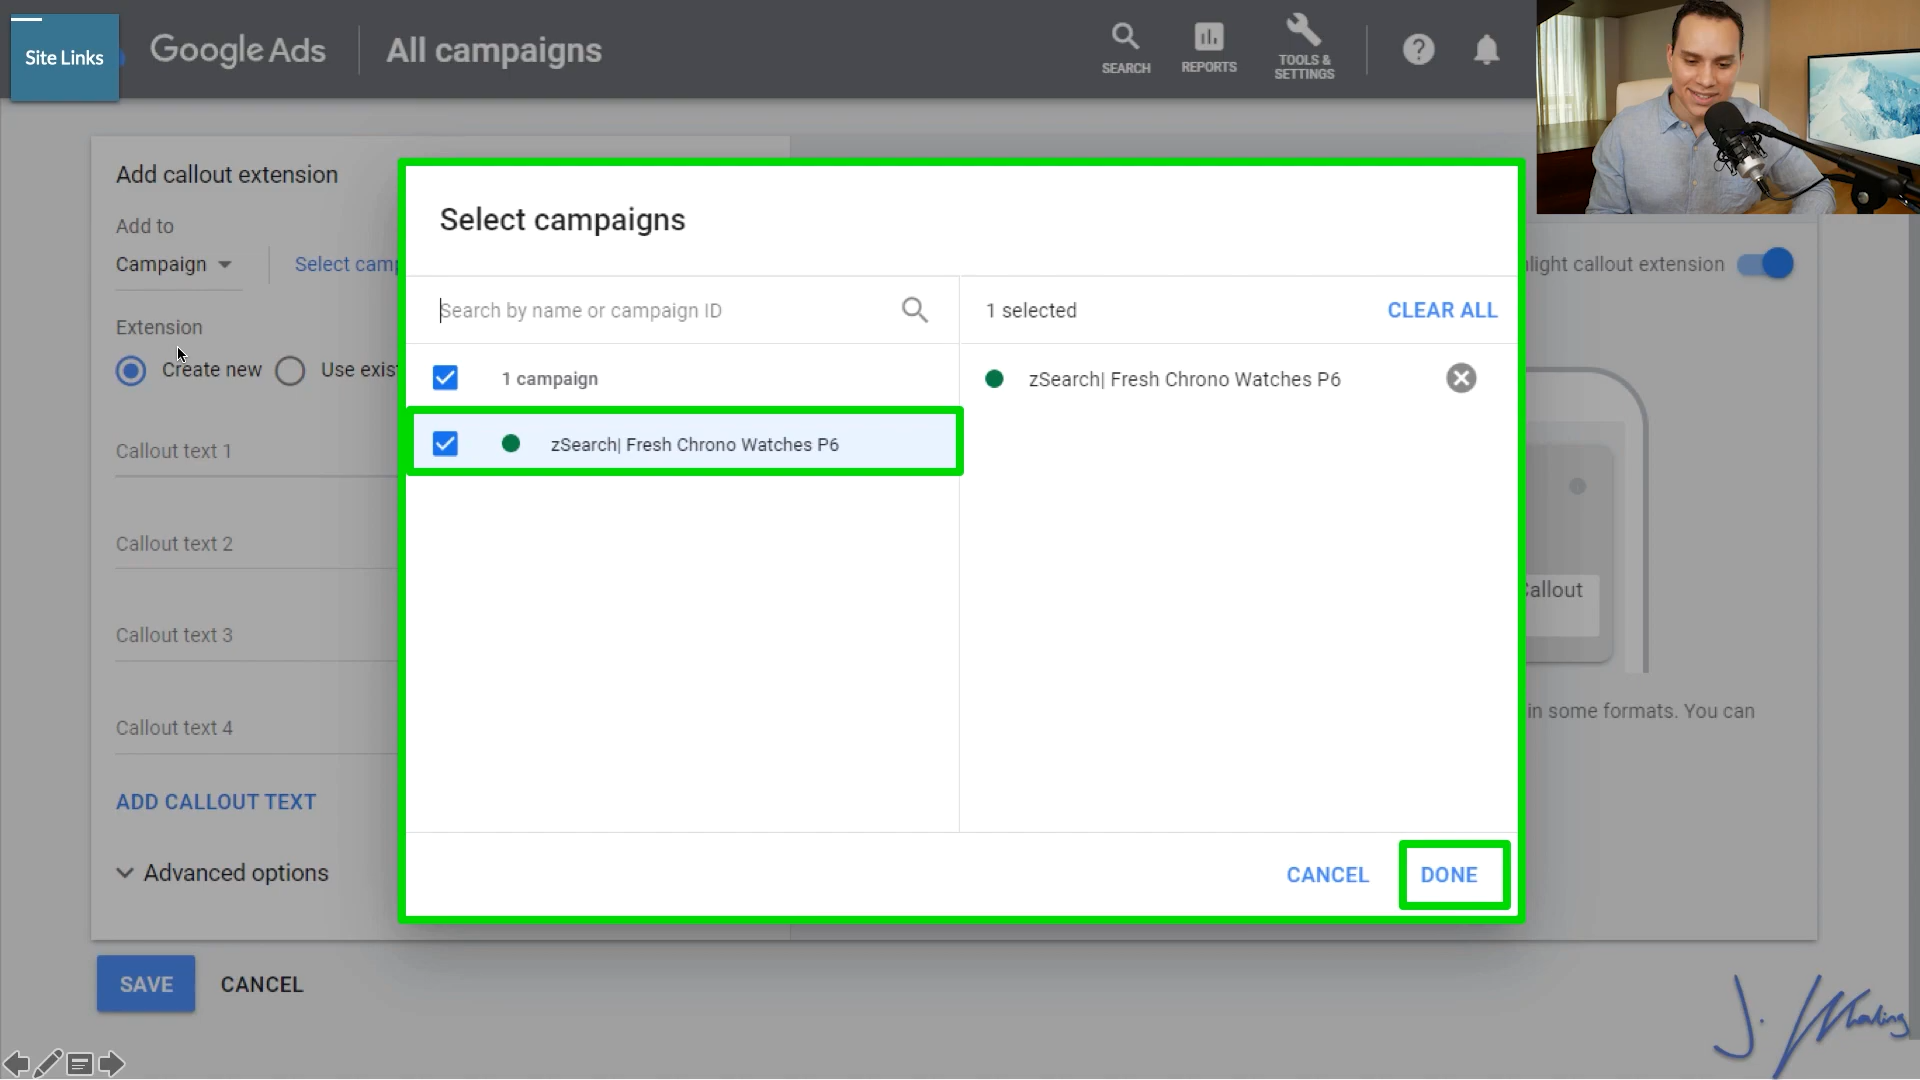 Site Links
Google Ads
All campaigns
SEARCH
REPORTS
TOOLS &
SETTINGS
Add callout extension
Add to
Campaign
Select camp
Extension
Create new
Use exis
Callout text 1
Callout text 2
Callout text 3
Callout text 4
ADD CALLOUT TEXT
Advanced options
SAVE
CANCEL
Select campaigns
Search by name or campaign ID
1 selected
CLEAR ALL
1 campaign
zSearch| Fresh Chrono Watches P6
zSearch| Fresh Chrono Watches P6
CANCEL
DONE
light callout extension
Callout
in some formats. You can